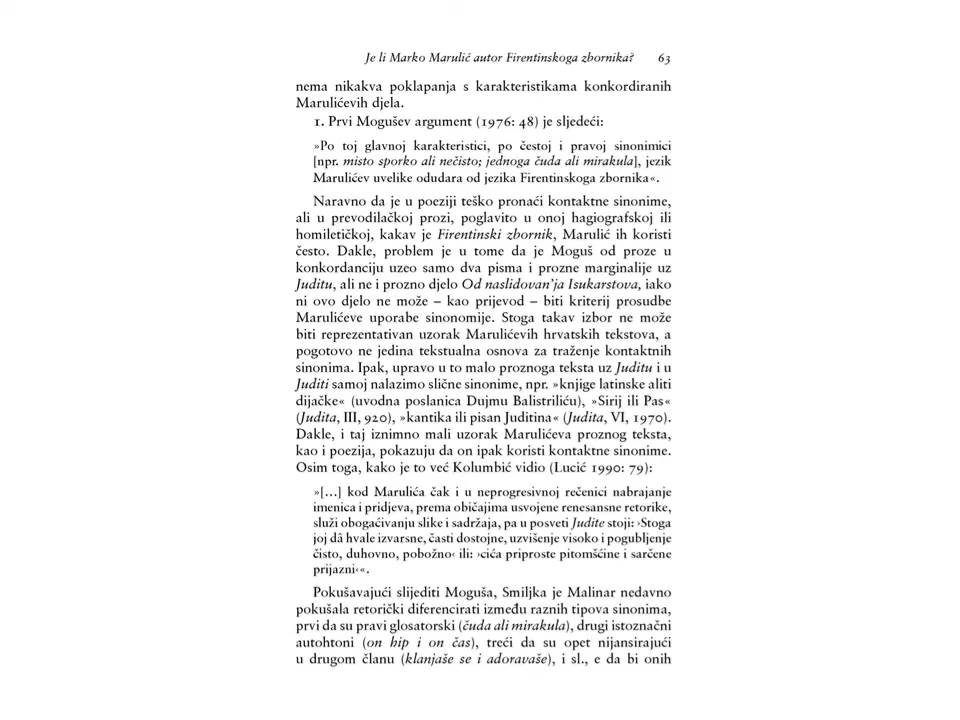 Je li Marko Marulić autor Firentinskoga zbornika? 63
nema nikakva poklapanja s karakteristikama konkordiranih
Marulićevih djela.
1. Prvi Mogušev argument (1976: 48) je sljedeći:
»Po toj glavnoj karakteristici, po čestoj i pravoj sinonimici
[npr. misto sporko ali nečisto; jednoga čuda ali mirakula], jezik
Marulićev uvelike odudara od jezika Firentinskoga zbornika«.
Naravno da je u poeziji teško pronaći kontaktne sinonime,
ali u prevodilačkoj prozi, poglavito u onoj hagiografskoj ili
homiletičkoj, kakav je Firentinski zbornik, Marulić ih koristi
često. Dakle, problem je u tome da je Moguš od proze u
konkordanciju uzeo samo dva pisma i prozne marginalije uz
Juditu, ali ne i prozno djelo Od naslidovan'ja Isukarstova, iako
ni ovo djelo ne može – kao prijevod – biti kriterij prosudbe
Marulićeve uporabe sinonomije. Stoga takav izbor ne može
biti reprezentativan uzorak Marulićevih hrvatskih tekstova, a
pogotovo ne jedina tekstualna osnova za traženje kontaktnih
sinonima. Ipak, upravo u to malo proznoga teksta uz Juditu i u
Juditi samoj nalazimo slične sinonime, npr. »knjige latinske aliti
dijačke« (uvodna poslanica Dujmu Balistriliću), »Sirij ili Pas«
(Judita, III, 920), »kantika ili pisan Juditina« (Judita, VI, 1970).
Dakle, i taj iznimno mali uzorak Marulićeva proznog teksta,
kao i poezija, pokazuju da on ipak koristi kontaktne sinonime.
Osim toga, kako je to već Kolumbić vidio (Lucić 1990: 79):
»[…] kod Marulića čak i u neprogresivnoj rečenici nabrajanje
imenica i pridjeva, prema običajima usvojene renesansne retorike,
služi obogaćivanju slike i sadržaja, pa u posveti Judite stoji: ›Stoga
joj dâ hvale izvarsne, časti dostojne, uzvišenje visoko i pogubljenje
čisto, duhovno, pobožno‹ ili: ›cića priproste pitomšćine i sarčene
prijazni‹«.
Pokušavajući slijediti Moguša, Smiljka je Malinar nedavno
pokušala retorički diferencirati između raznih tipova sinonima,
prvi da su pravi glosatorski (čuda ali mirakula), drugi istoznačni
autohtoni (on hip i on čas), treći da su opet nijansirajući
u drugom članu (klanjaše se i adoravaše), i sl., e da bi onih